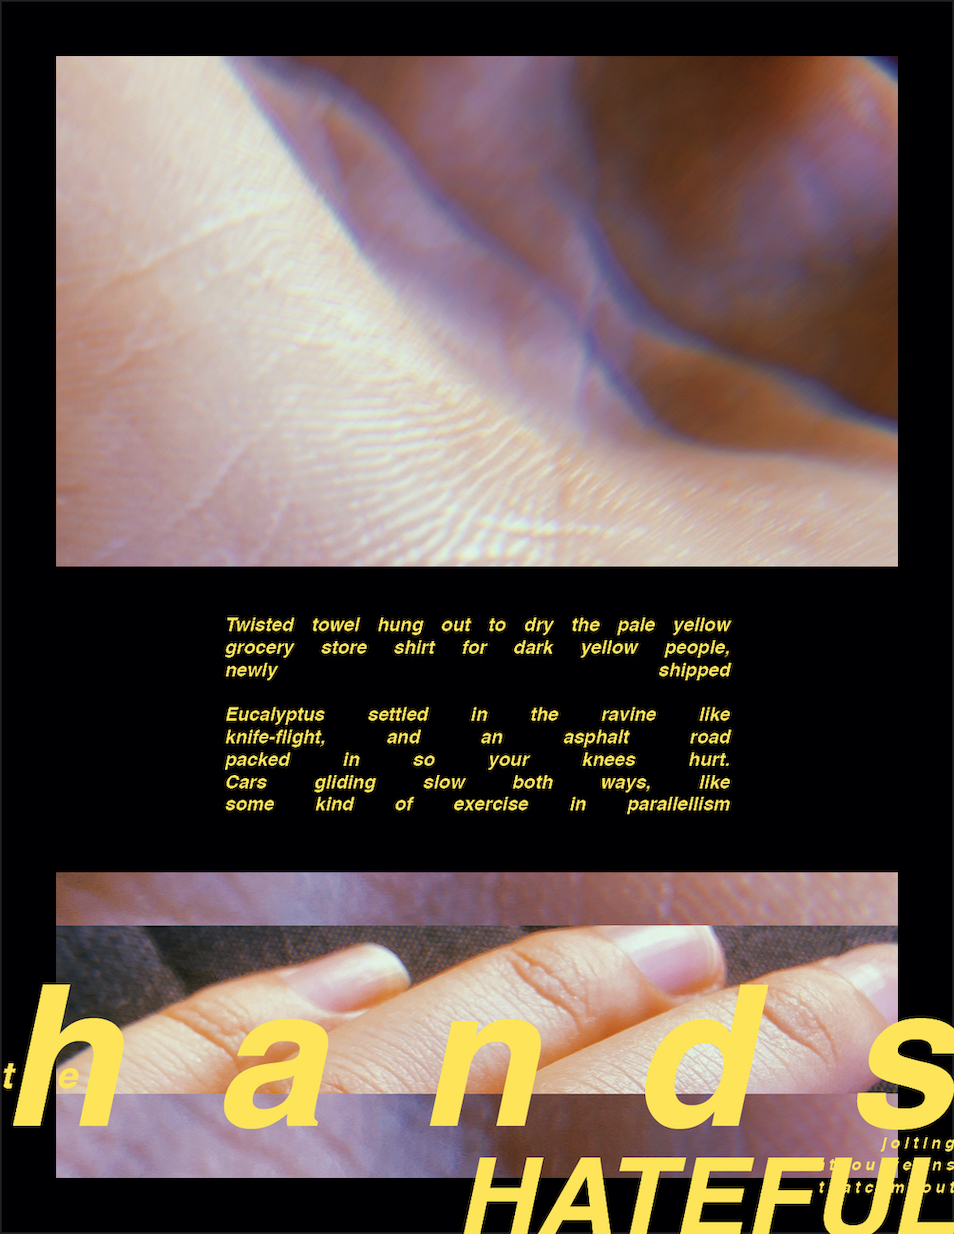 Twisted towel hung out to dry the pale yellow
grocery store shirt for dark yellow people,
newly shipped
Eucalyptus settled in the ravine like
knife-flight, and an asphalt road
packed in so your knees hurt.
Cars gliding slow both ways, like
some kind of exercise in parallellism
hands
jolting
HATEFUL